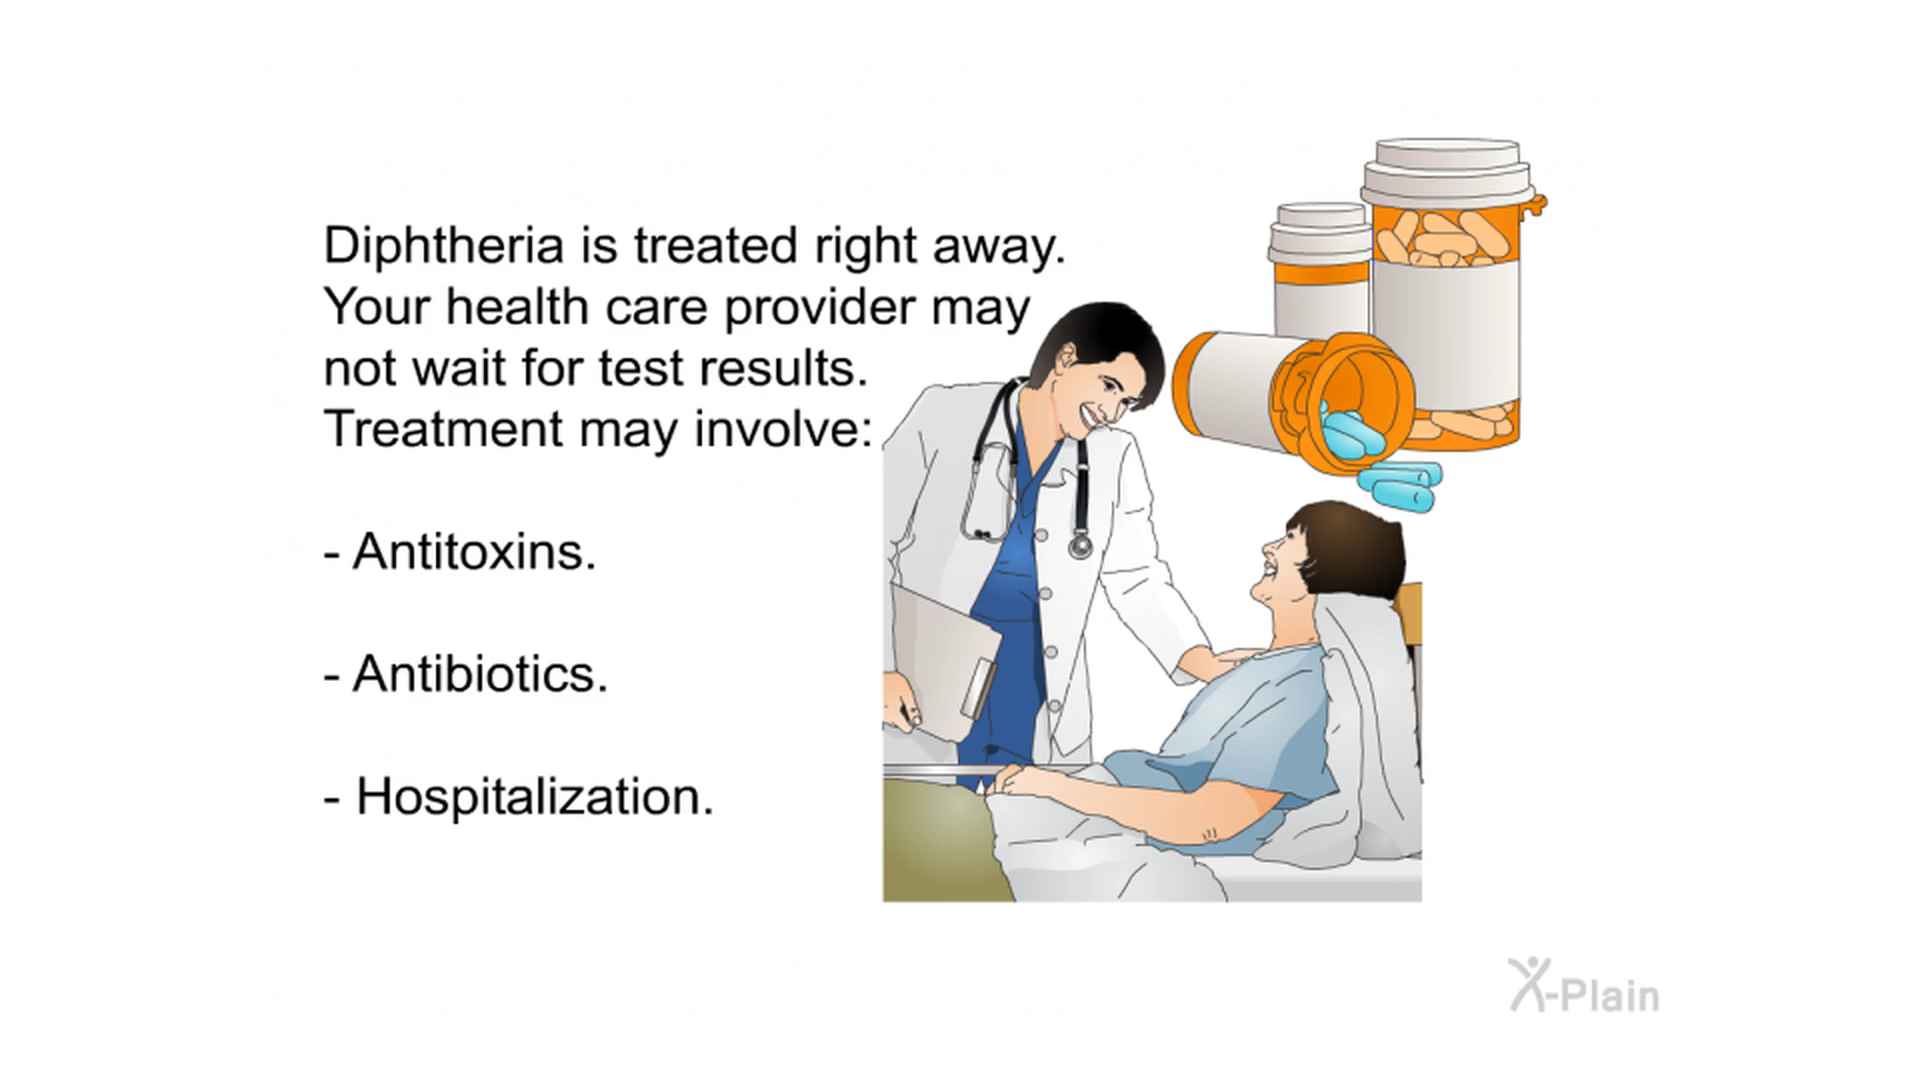 Diphtheria is treated right away.
Your health care provider may
not wait for test results.
Treatment may involve:
- Antitoxins.
- Antibiotics.
- Hospitalization.
X-Plain